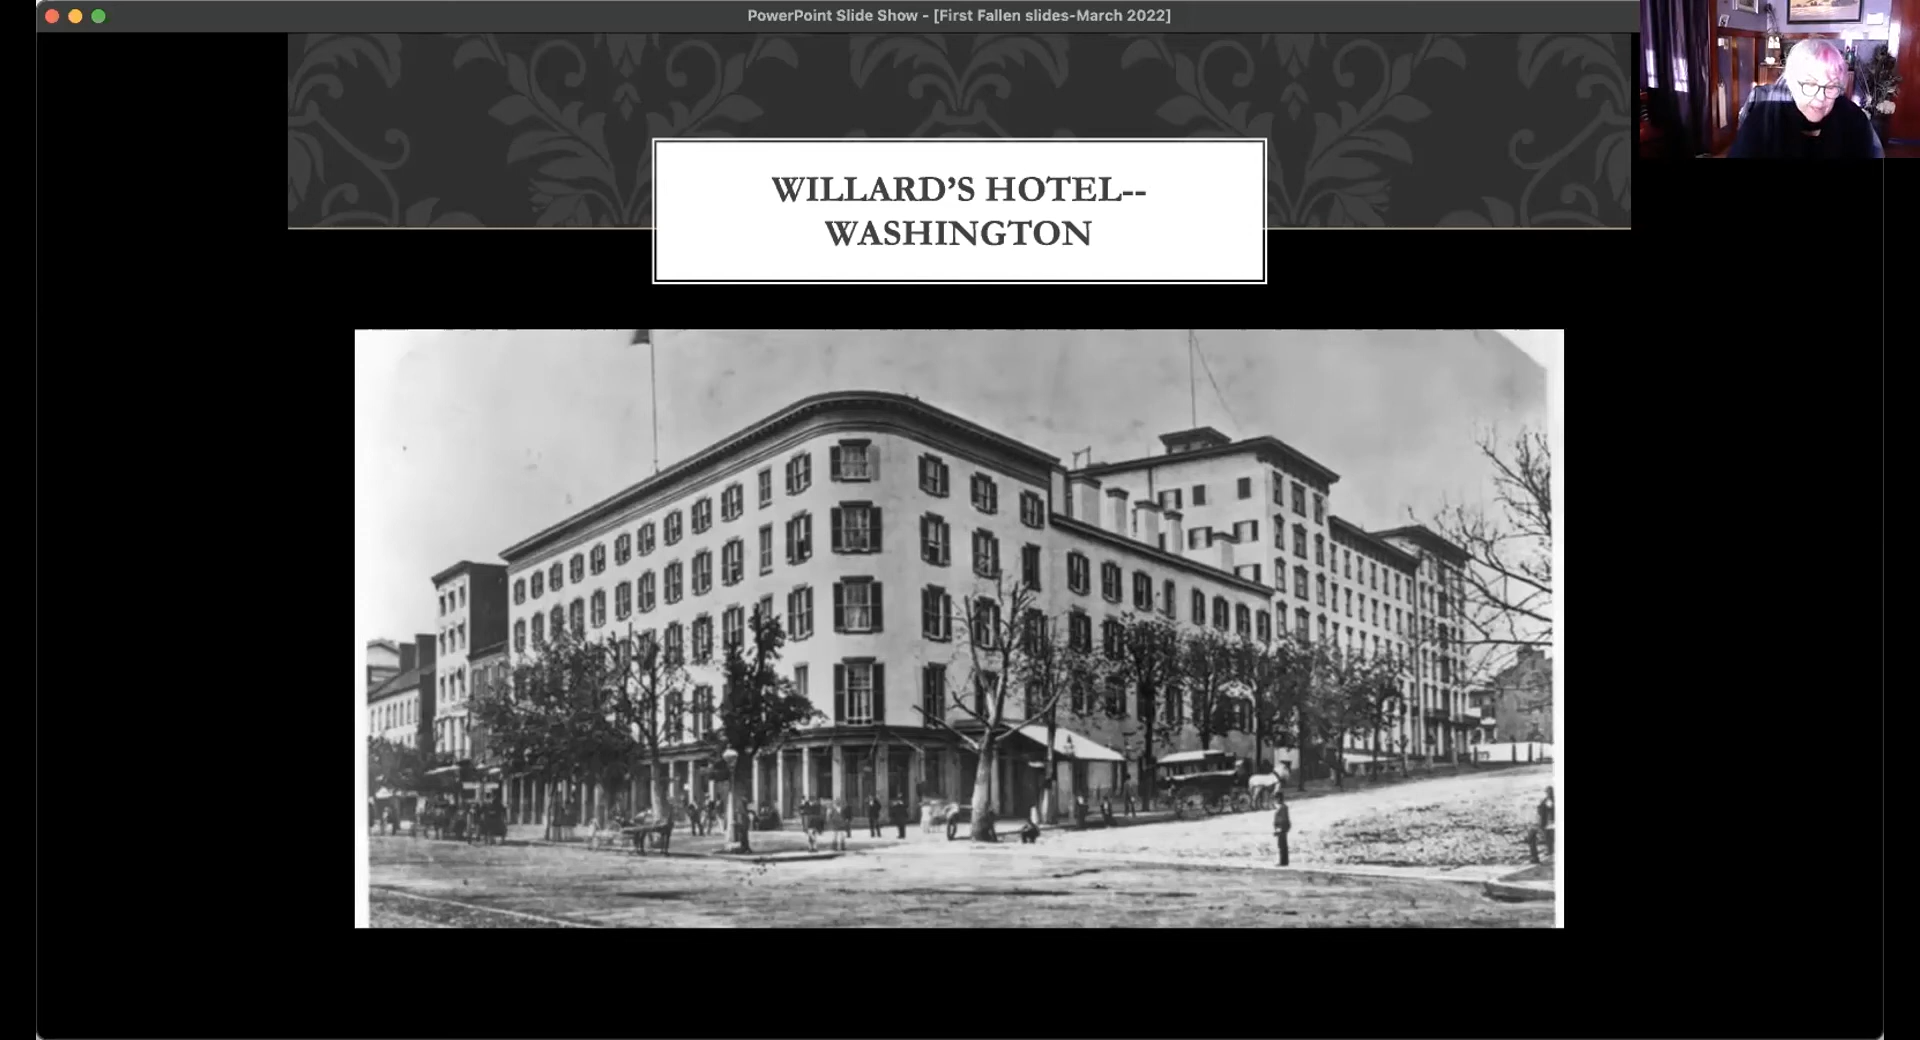 PowerPoint Slide Show - [First Fallen slides-March 2022]
WILLARD’S HOTEL--
WASHINGTON